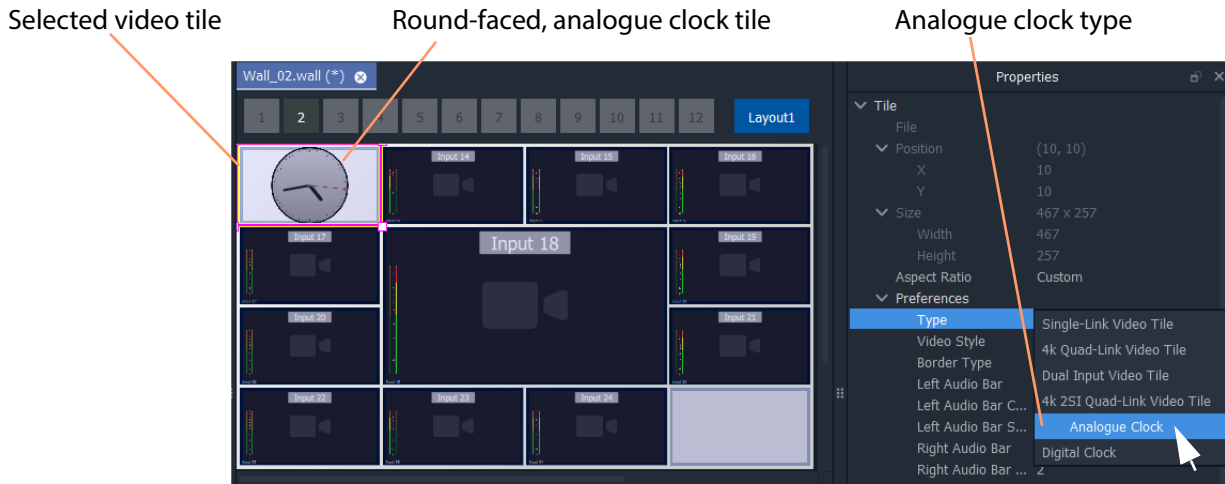 Selected video tile
Round-faced, analogue clock tile
Analogue clock type
Wall_02.wall (*)
1 2 3 4 5 6 7 8 9 10 11 12 Layout1
Input 14 Input 15 Input 16
Input 17 Input 18 Input 19
Input 20 Input 21
Input 22 Input 23 Input 24
Properties
Tile
File
Position (10, 10)
X 10
Y 10
Size 467 x 257
Width 467
Height 257
Aspect Ratio Custom
Preferences
Type
Video Style
Border Type
Left Audio Bar
Left Audio Bar C...
Left Audio Bar S...
Right Audio Bar
Right Audio Bar ... 2
Single-Link Video Tile
4k Quad-Link Video Tile
Dual Input Video Tile
4k 2SI Quad-Link Video Tile
Analogue Clock
Digital Clock